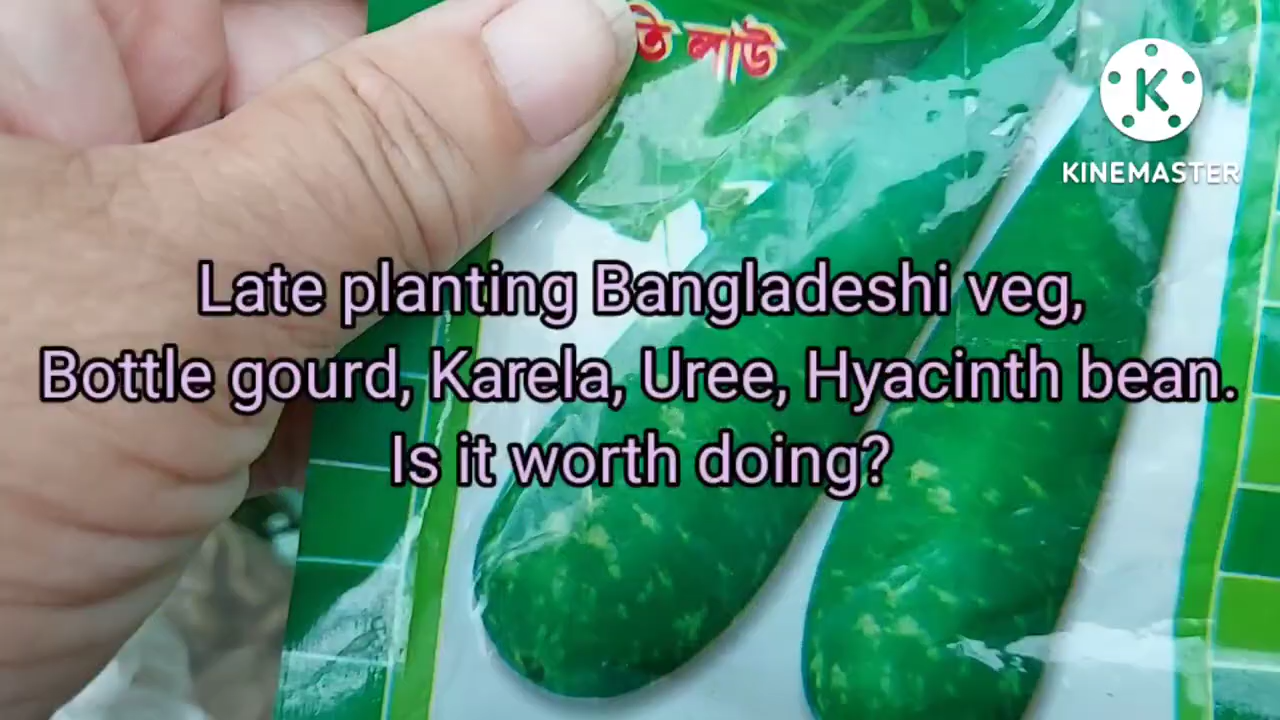 লাউ
K
KINEMASTER
Late planting Bangladeshi veg,
Bottle gourd, Karela, Uree, Hyacinth bean.
Is it worth doing?